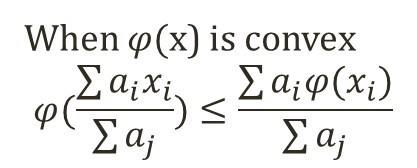 When φ(x) is convex
φ(∑ aᵢxᵢ / ∑ aⱼ) ≤ ∑ aᵢφ(xᵢ) / ∑ aⱼ